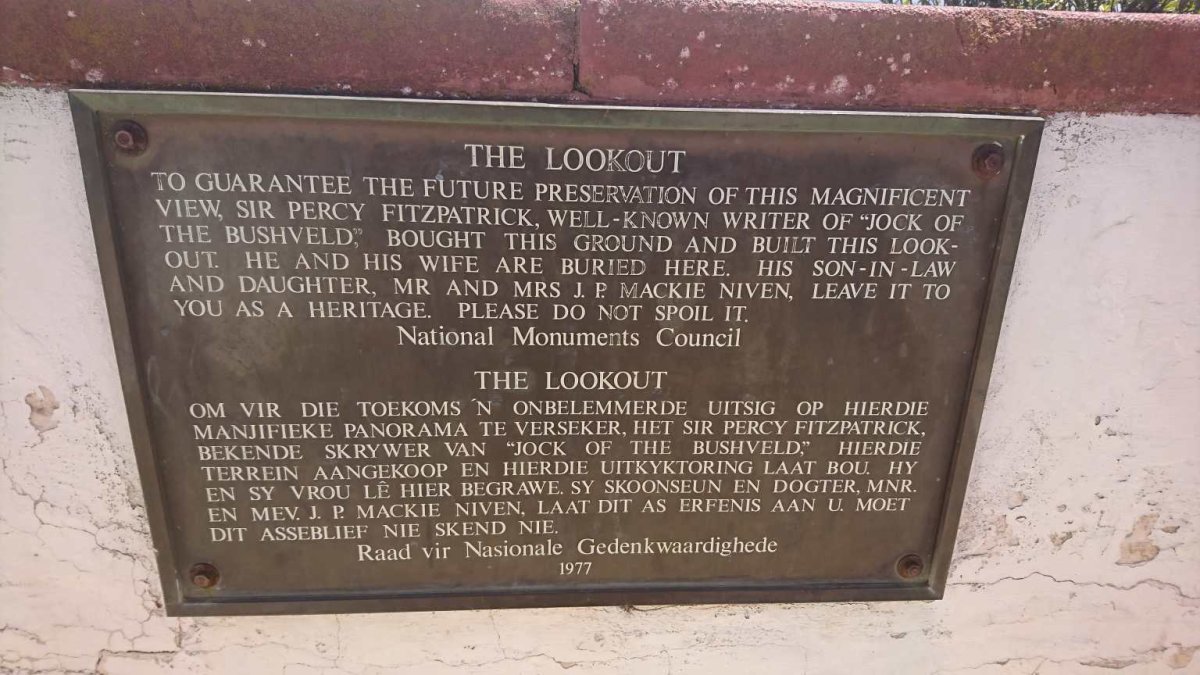 THE LOOKOUT
TO GUARANTEE THE FUTURE PRESERVATION OF THIS MAGNIFICENT
VIEW, SIR PERCY FITZPATRICK, WELL-KNOWN WRITER OF "JOCK OF
THE BUSHVELD," BOUGHT THIS GROUND AND BUILT THIS LOOK-
OUT. HE AND HIS WIFE ARE BURIED HERE. HIS SON-IN-LAW
AND DAUGHTER, MR AND MRS J. P. MACKIE NIVEN, LEAVE IT TO
YOU AS A HERITAGE. PLEASE DO NOT SPOIL IT.
National Monuments Council
THE LOOKOUT
OM VIR DIE TOEKOMS 'N ONBELEMMERDE UITSIG OP HIERDIE
MANJIFIEKE PANORAMA TE VERSEKER, HET SIR PERCY FITZPATRICK,
BEKENDE SKRYWER VAN "JOCK OF THE BUSHVELD," HIERDIE
TERREIN AANGEKOOP EN HIERDIE UITKYKTORING LAAT BOU. HY
EN SY VROU LÊ HIER BEGRAWE. SY SKOONSEUN EN DOGTER, MNR.
EN MEV. J. P. MACKIE NIVEN, LAAT DIT AS ERFENIS AAN U. MOET
DIT ASSEBLIEF NIE SKEND NIE.
Raad vir Nasionale Gedenkwaardighede
1977